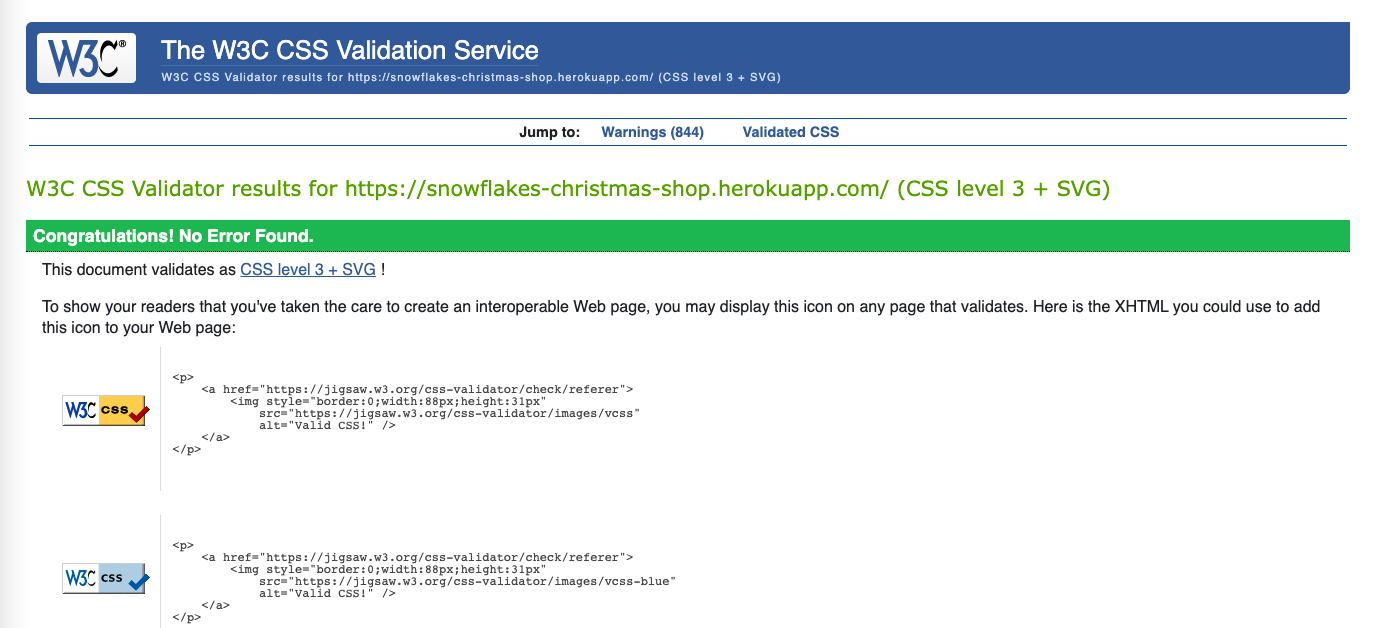 W3C®
The W3C CSS Validation Service
W3C CSS Validator results for https://snowflakes-christmas-shop.herokuapp.com/ (CSS level 3 + SVG)
Jump to: Warnings (844) Validated CSS
W3C CSS Validator results for https://snowflakes-christmas-shop.herokuapp.com/ (CSS level 3 + SVG)
Congratulations! No Error Found.
This document validates as CSS level 3 + SVG !
To show your readers that you've taken the care to create an interoperable Web page, you may display this icon on any page that validates. Here is the XHTML you could use to add
this icon to your Web page:
W3C css
<p>
<a href="https://jigsaw.w3.org/css-validator/check/referer">
<img style="border:0;width:88px;height:31px"
src="https://jigsaw.w3.org/css-validator/images/vcss"
alt="Valid CSS!" />
</a>
</p>
W3C css
<p>
<a href="https://jigsaw.w3.org/css-validator/check/referer">
<img style="border:0;width:88px;height:31px"
src="https://jigsaw.w3.org/css-validator/images/vcss-blue"
alt="Valid CSS!" />
</a>
</p>